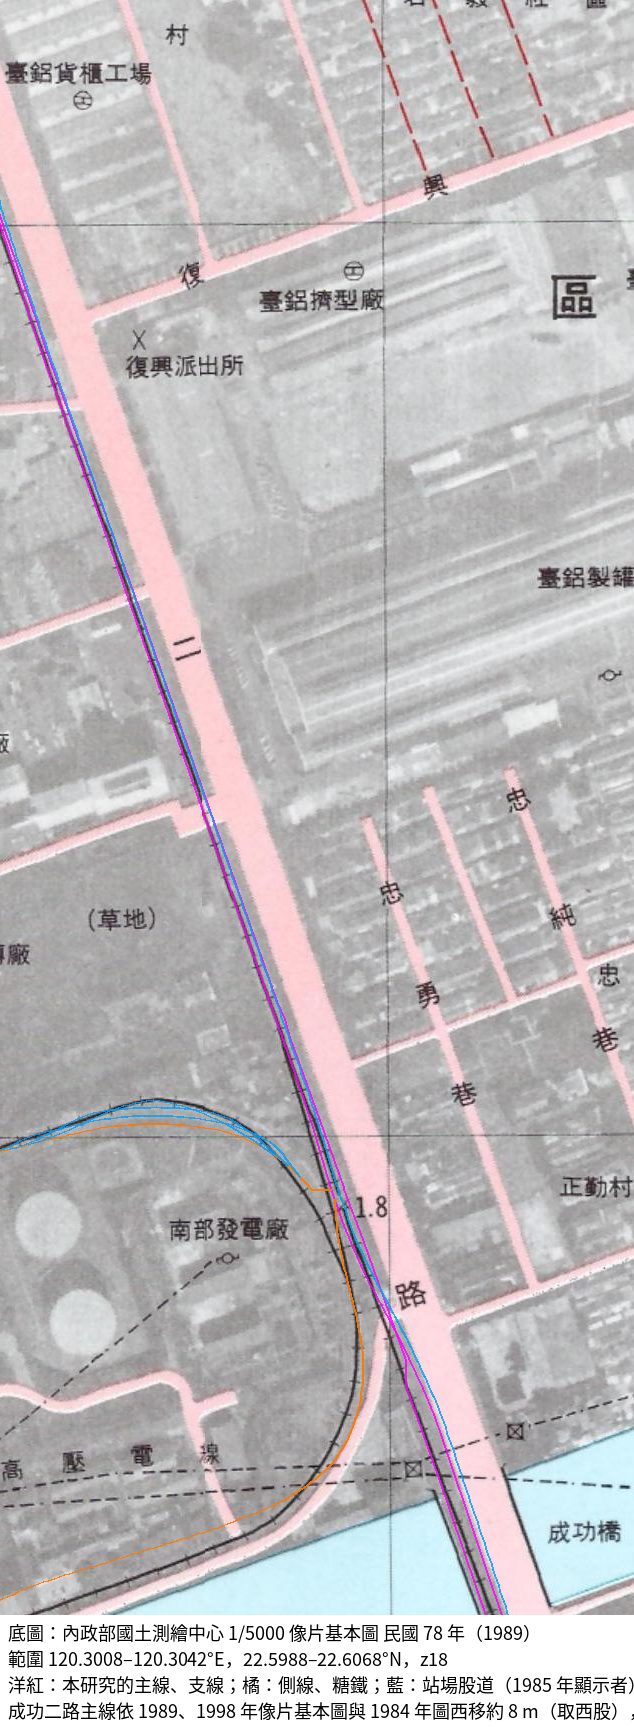 村
臺鋁貨櫃工場
興
復
臺鋁擠型廠
區
復興派出所
臺鋁製罐
二
廠
忠
忠
(草地)
純
廠
忠
勇
巷
巷
正勤村
1.8
南部發電廠
路
高壓電線
成功橋
底圖：內政部國土測繪中心 1/5000 像片基本圖 民國 78 年（1989）
範圍 120.3008–120.3042°E，22.5988–22.6068°N，z18
洋紅：本研究的主線、支線；橘：側線、糖鐵；藍：站場股道（1985 年顯示者）
成功二路主線依 1989、1998 年像片基本圖與 1984 年圖西移約 8 m（取西股），